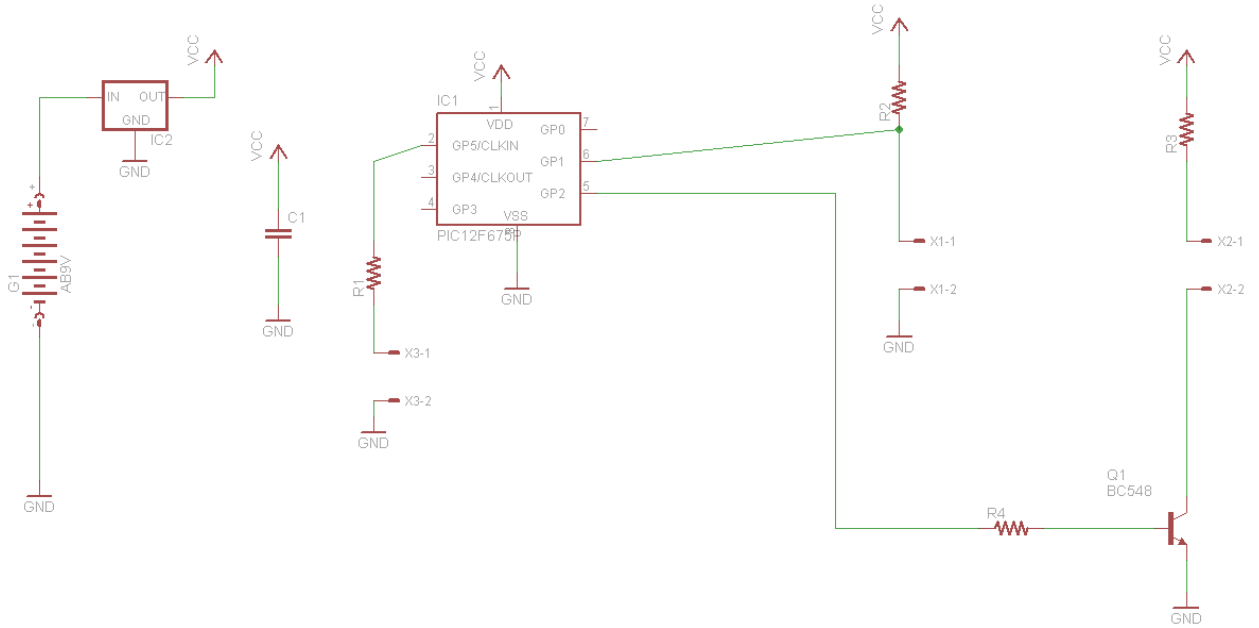 VCC
IN OUT
GND
IC2
GND
+
+
G1
AB9V
-
-
GND
VCC
C1
GND
VCC
IC1
1
VDD
2
GP5/CLKIN
3
GP4/CLKOUT
4
GP3
GP0
7
GP1
6
GP2
5
VSS
8
PIC12F675P
GND
R1
X3-1
X3-2
GND
VCC
R2
X1-1
X1-2
GND
VCC
R3
X2-1
X2-2
R4
Q1
BC548
GND